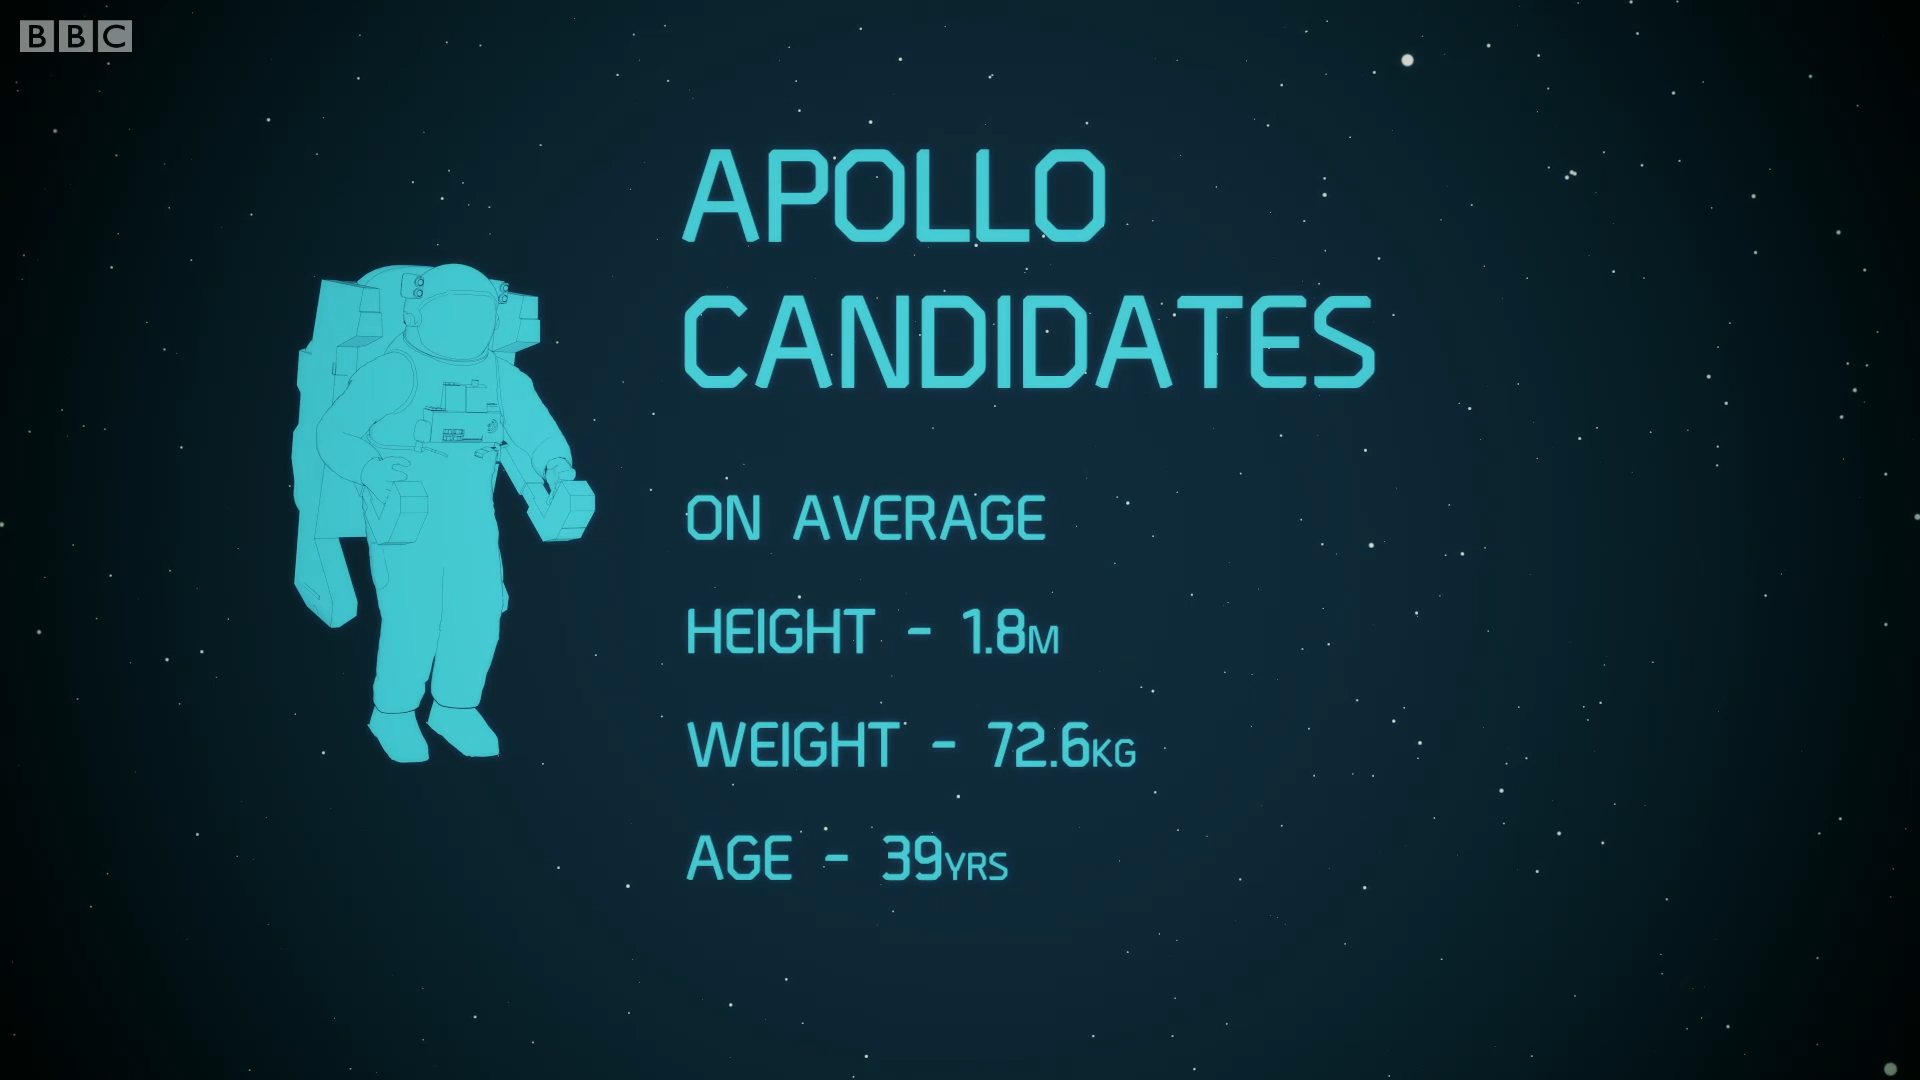 BBC
APOLLO
CANDIDATES
ON AVERAGE
HEIGHT - 1.8M
WEIGHT - 72.6KG
AGE - 39YRS